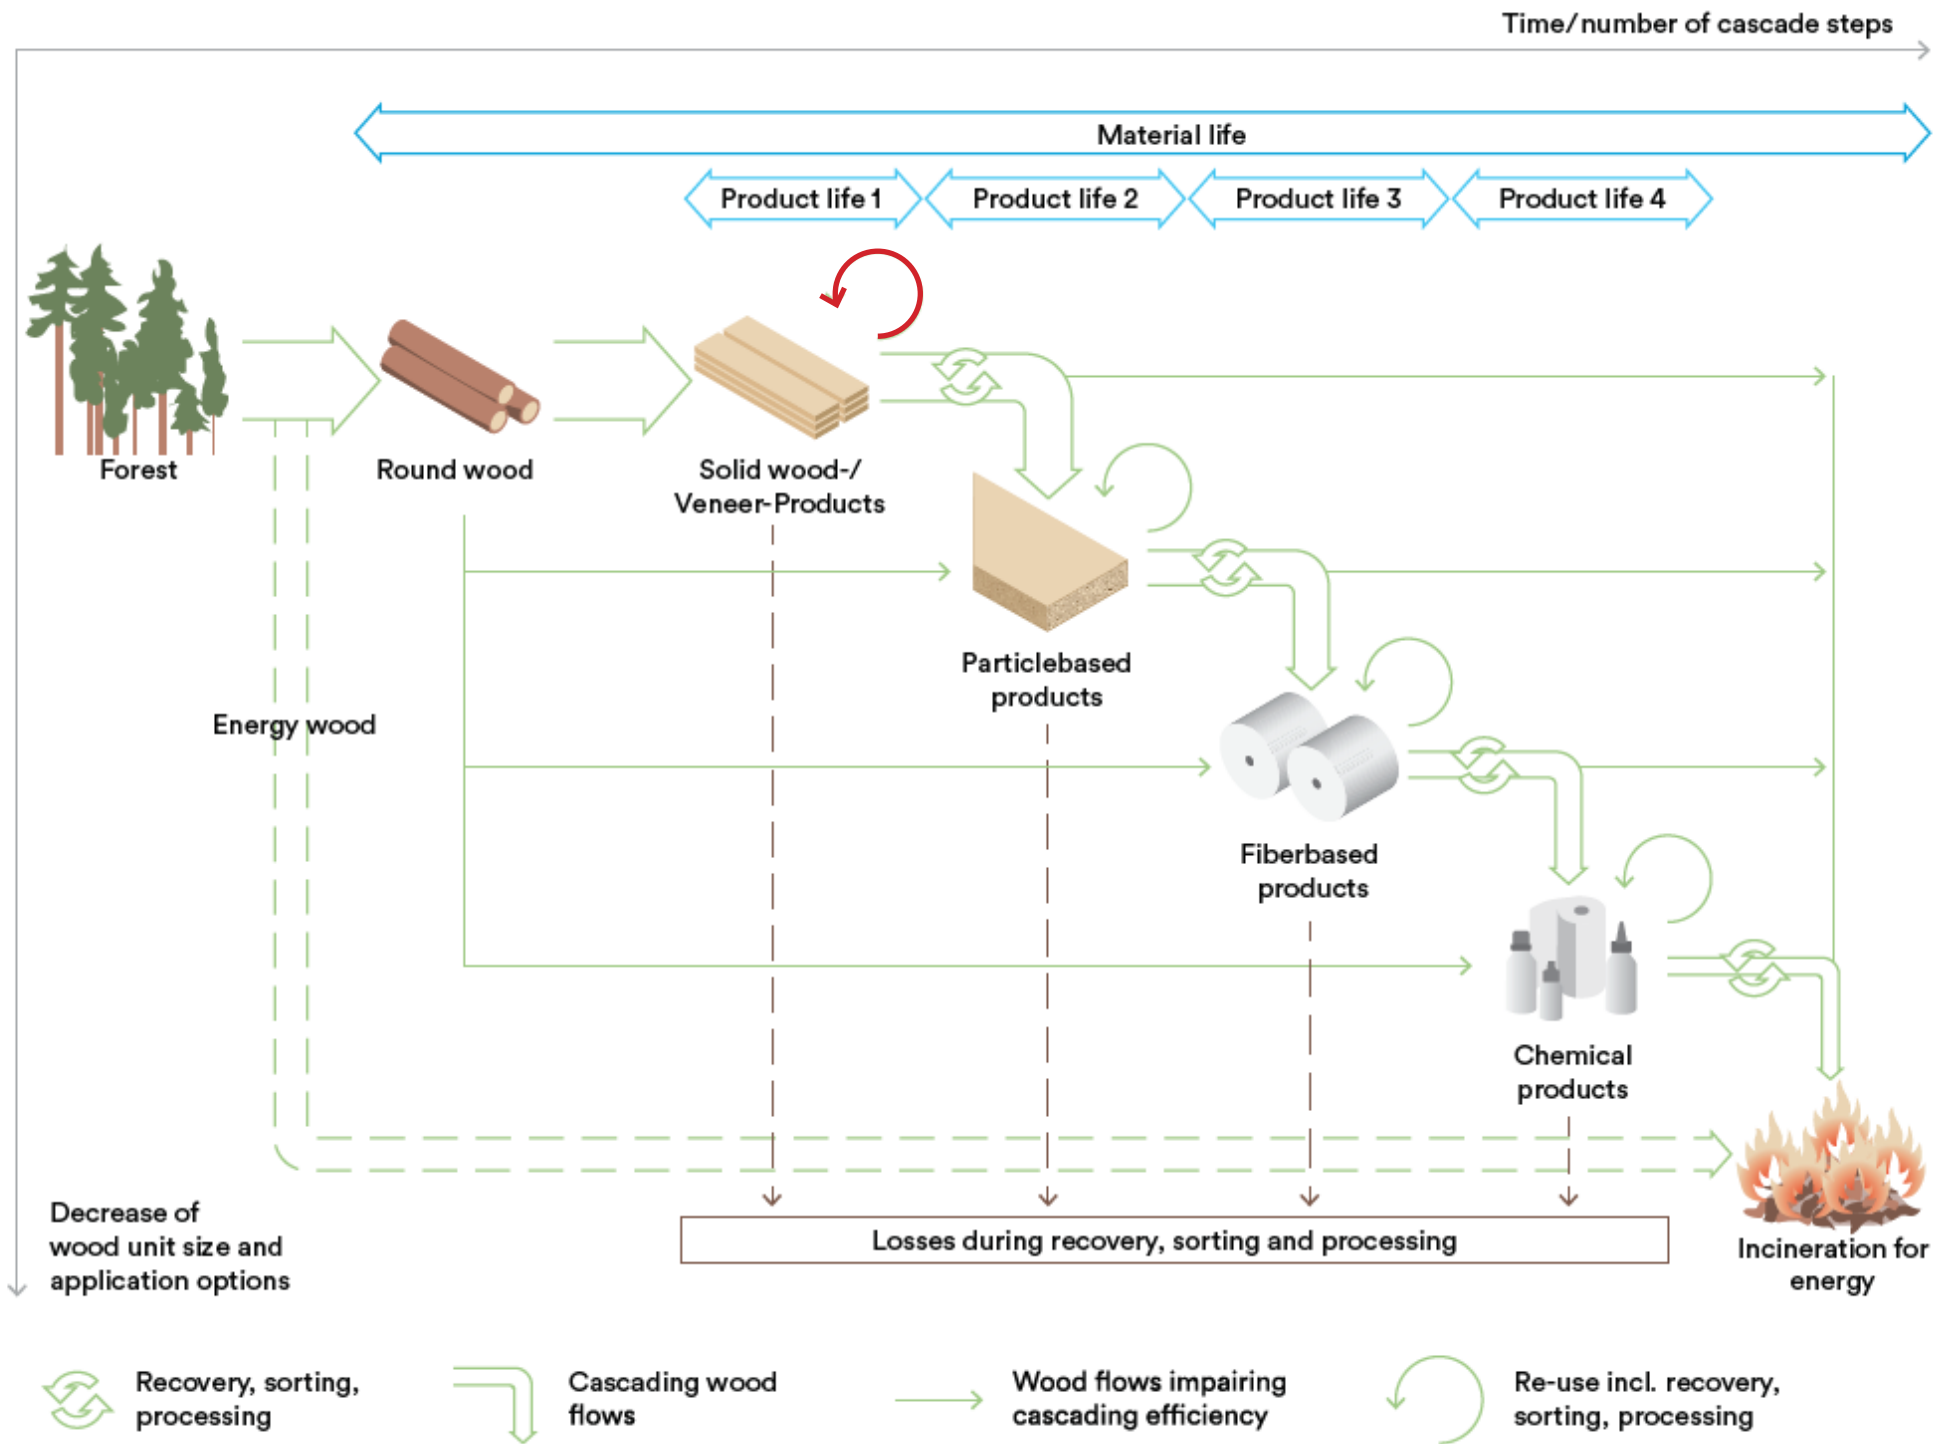 Time/number of cascade steps
Material life
Product life 1
Product life 2
Product life 3
Product life 4
Forest
Round wood
Solid wood-/
Veneer-Products
Particlebased
products
Energy wood
Fiberbased
products
Chemical
products
Decrease of
wood unit size and
application options
Losses during recovery, sorting and processing
Incineration for
energy
Recovery, sorting,
processing
Cascading wood
flows
Wood flows impairing
cascading efficiency
Re-use incl. recovery,
sorting, processing